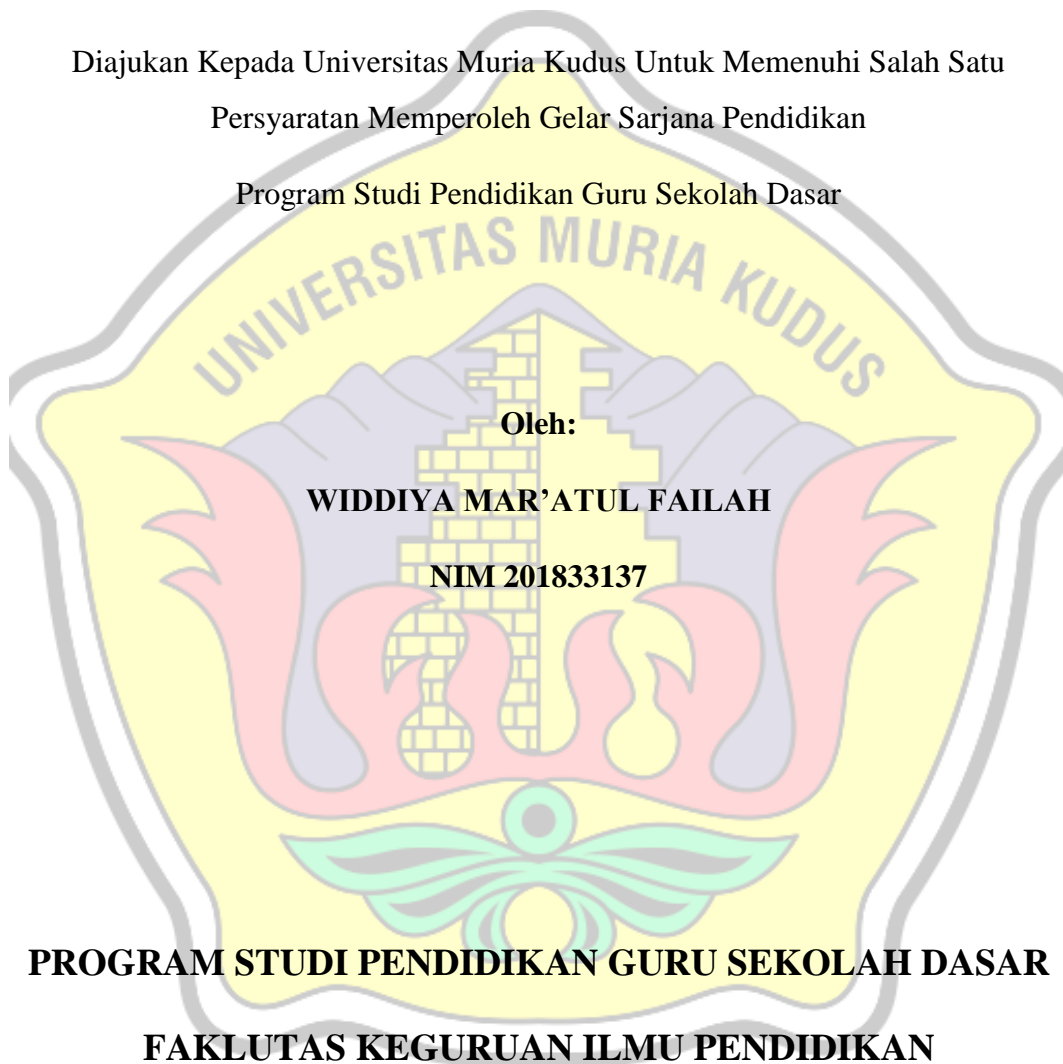 Diajukan Kepada Universitas Muria Kudus Untuk Memenuhi Salah Satu
Persyaratan Memperoleh Gelar Sarjana Pendidikan
Program Studi Pendidikan Guru Sekolah Dasar
UNIVERSITAS MURIA KUDUS
Oleh:
WIDDIYA MAR’ATUL FAILAH
NIM 201833137
PROGRAM STUDI PENDIDIKAN GURU SEKOLAH DASAR
FAKLUTAS KEGURUAN ILMU PENDIDIKAN